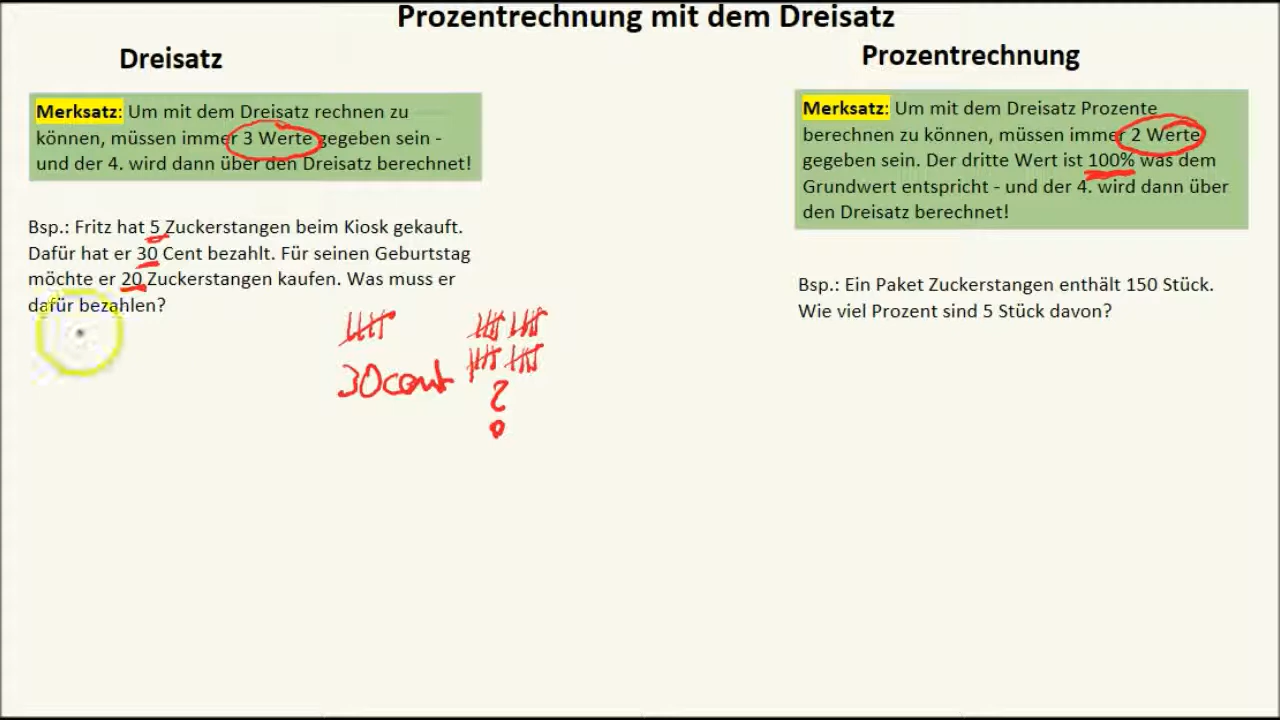 Prozentrechnung mit dem Dreisatz
Dreisatz
Merksatz: Um mit dem Dreisatz rechnen zu
können, müssen immer 3 Werte gegeben sein -
und der 4. wird dann über den Dreisatz berechnet!
Bsp.: Fritz hat 5 Zuckerstangen beim Kiosk gekauft.
Dafür hat er 30 Cent bezahlt. Für seinen Geburtstag
möchte er 20 Zuckerstangen kaufen. Was muss er
dafür bezahlen?
30cent
?
Prozentrechnung
Merksatz: Um mit dem Dreisatz Prozente
berechnen zu können, müssen immer 2 Werte
gegeben sein. Der dritte Wert ist 100% was dem
Grundwert entspricht - und der 4. wird dann über
den Dreisatz berechnet!
Bsp.: Ein Paket Zuckerstangen enthält 150 Stück.
Wie viel Prozent sind 5 Stück davon?